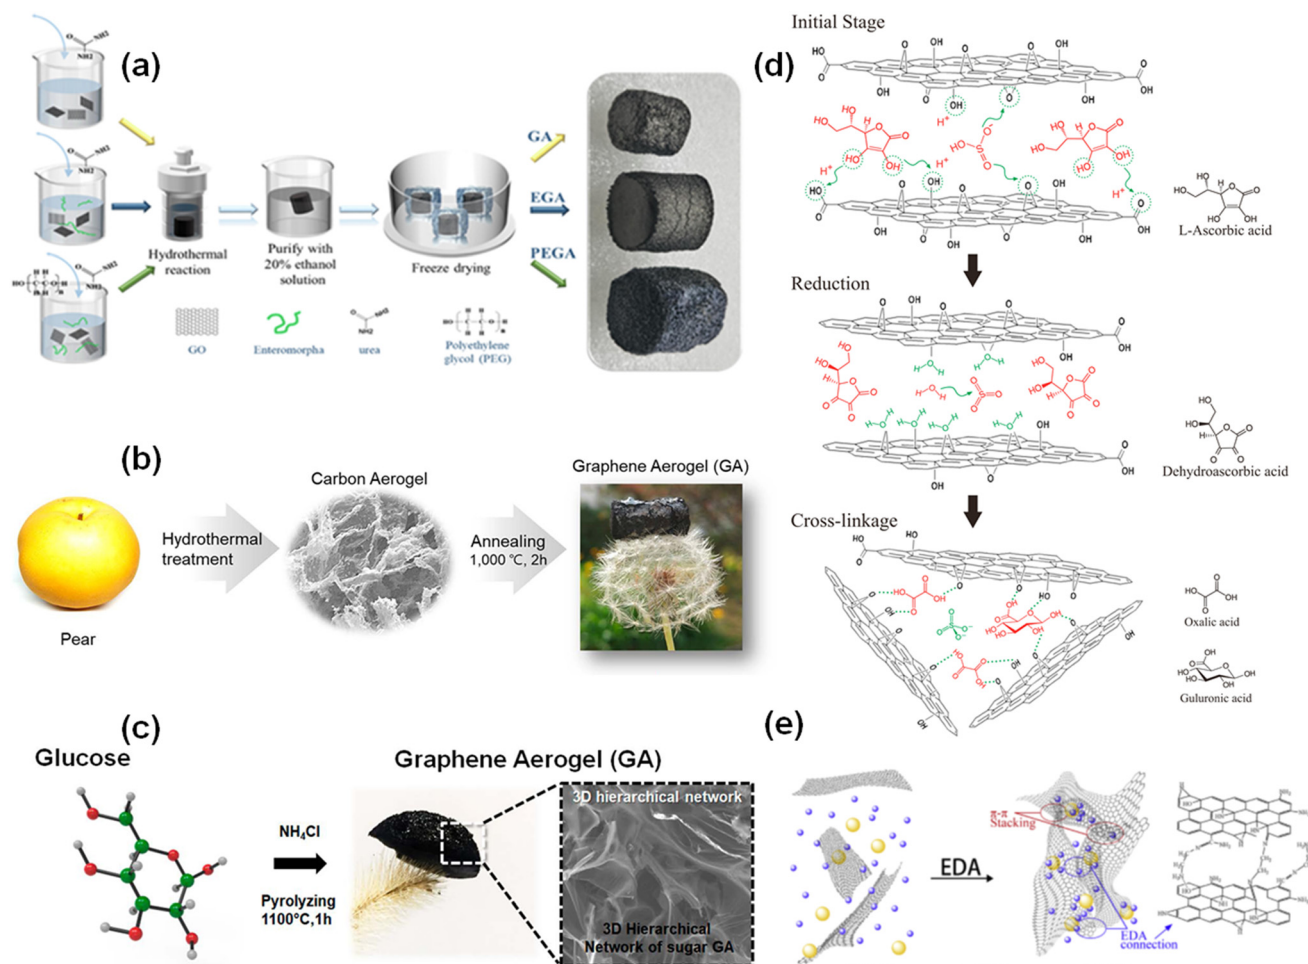 (a)
O
NH2
NH2
GA
EGA
PEGA
Hydrothermal
reaction
Purify with
20% ethanol
solution
Freeze drying
GO
Enteromorpha
urea
Polyethylene
glycol (PEG)
(b)
Pear
Hydrothermal
treatment
Carbon Aerogel
Annealing
1,000 ℃, 2h
Graphene Aerogel (GA)
(c)
Glucose
NH₄Cl
Pyrolyzing
1100°C,1h
Graphene Aerogel (GA)
3D hierarchical network
3D Hierarchical
Network of sugar GA
(d)
Initial Stage
L-Ascorbic acid
Reduction
Dehydroascorbic acid
Cross-linkage
Oxalic acid
Guluronic acid
(e)
EDA
π-π
Stacking
EDA
connection